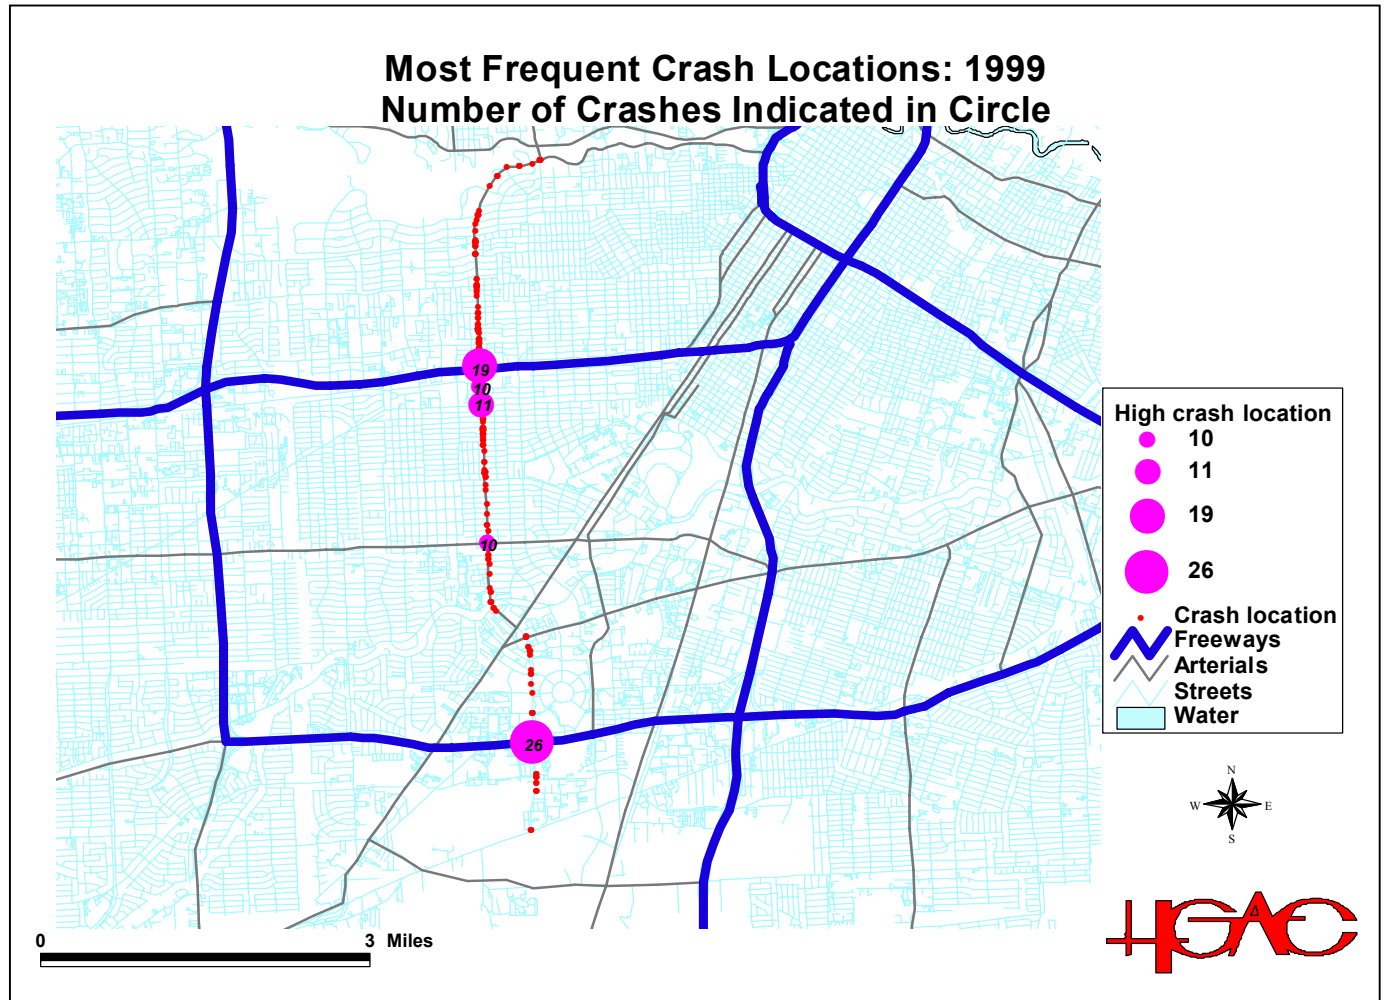 Most Frequent Crash Locations: 1999
Number of Crashes Indicated in Circle
19
10
11
10
26
High crash location
10
11
19
26
Crash location
Freeways
Arterials
Streets
Water
N
W E
S
0 3 Miles
HGAC